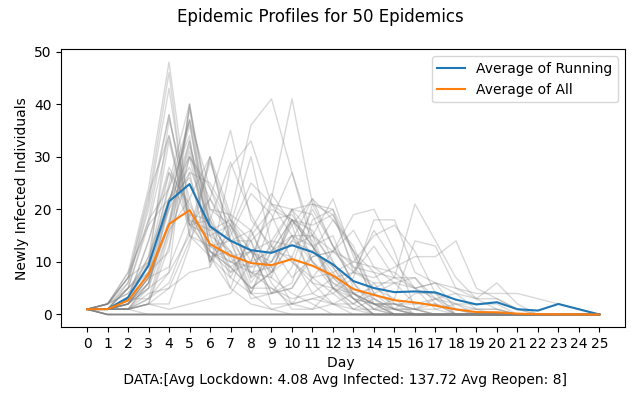 Epidemic Profiles for 50 Epidemics
50
40
30
20
10
0
Newly Infected Individuals
Average of Running
Average of All
0 1 2 3 4 5 6 7 8 9 10 11 12 13 14 15 16 17 18 19 20 21 22 23 24 25
Day
DATA:[Avg Lockdown: 4.08 Avg Infected: 137.72 Avg Reopen: 8]